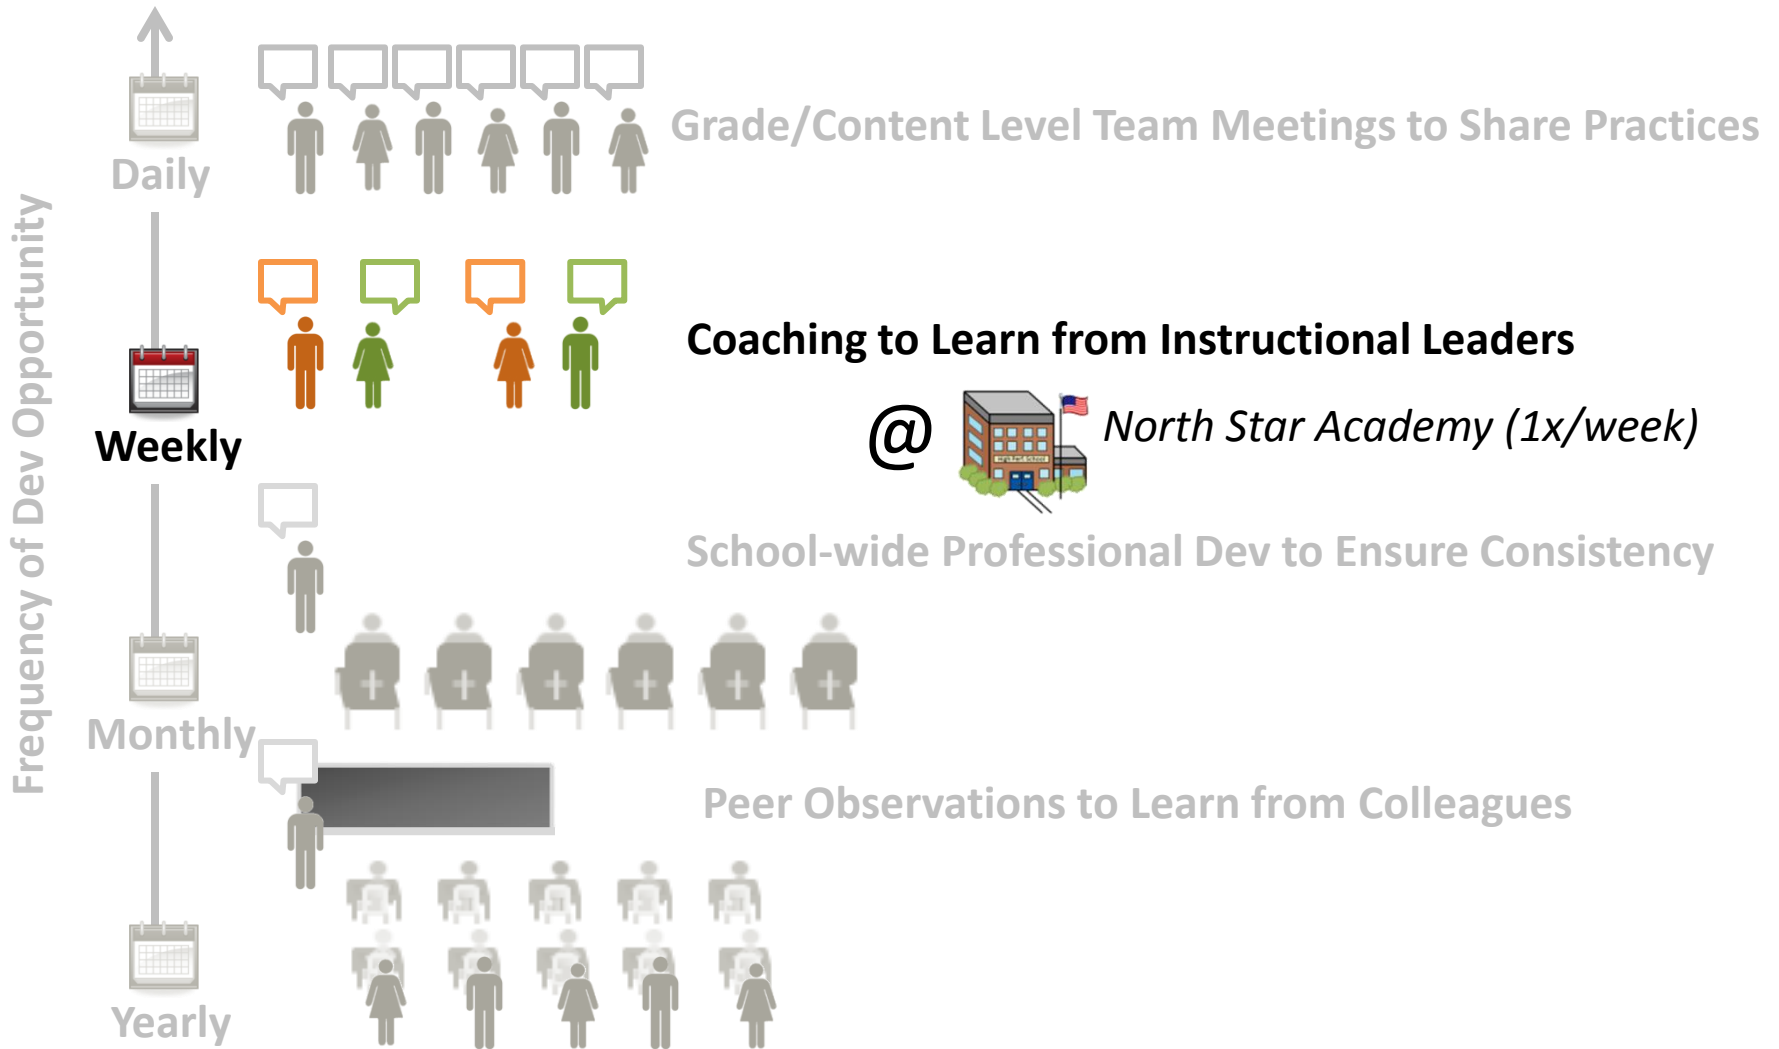 Frequency of Dev Opportunity
Daily
Grade/Content Level Team Meetings to Share Practices
Weekly
Coaching to Learn from Instructional Leaders
@
North Star Academy (1x/week)
School-wide Professional Dev to Ensure Consistency
Monthly
Peer Observations to Learn from Colleagues
Yearly